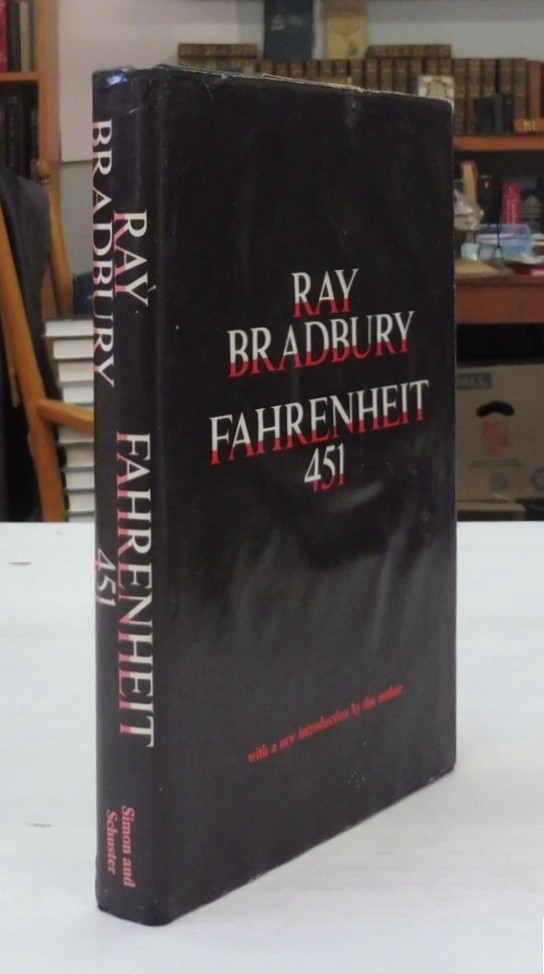 RAY
BRADBURY
FAHRENHEIT
451
Simon and
Schuster
RAY
BRADBURY
FAHRENHEIT
451
with a new introduction by the author